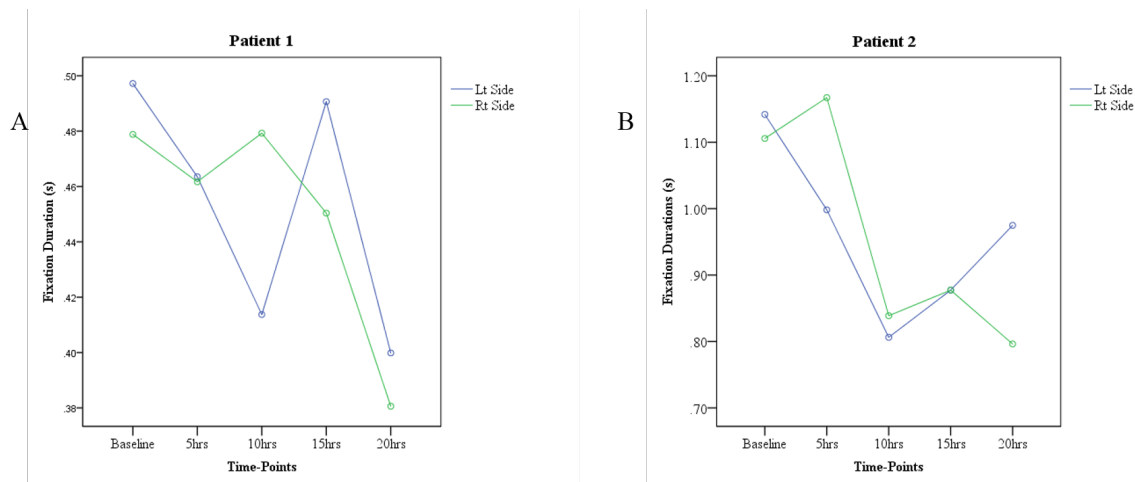 A
Patient 1
Fixation Duration (s)
.50
.48
.46
.44
.42
.40
.38
Baseline 5hrs 10hrs 15hrs 20hrs
Time-Points
Lt Side
Rt Side
B
Patient 2
Fixation Durations (s)
1.20
1.10
1.00
.90
.80
.70
Baseline 5hrs 10hrs 15hrs 20hrs
Time-Points
Lt Side
Rt Side